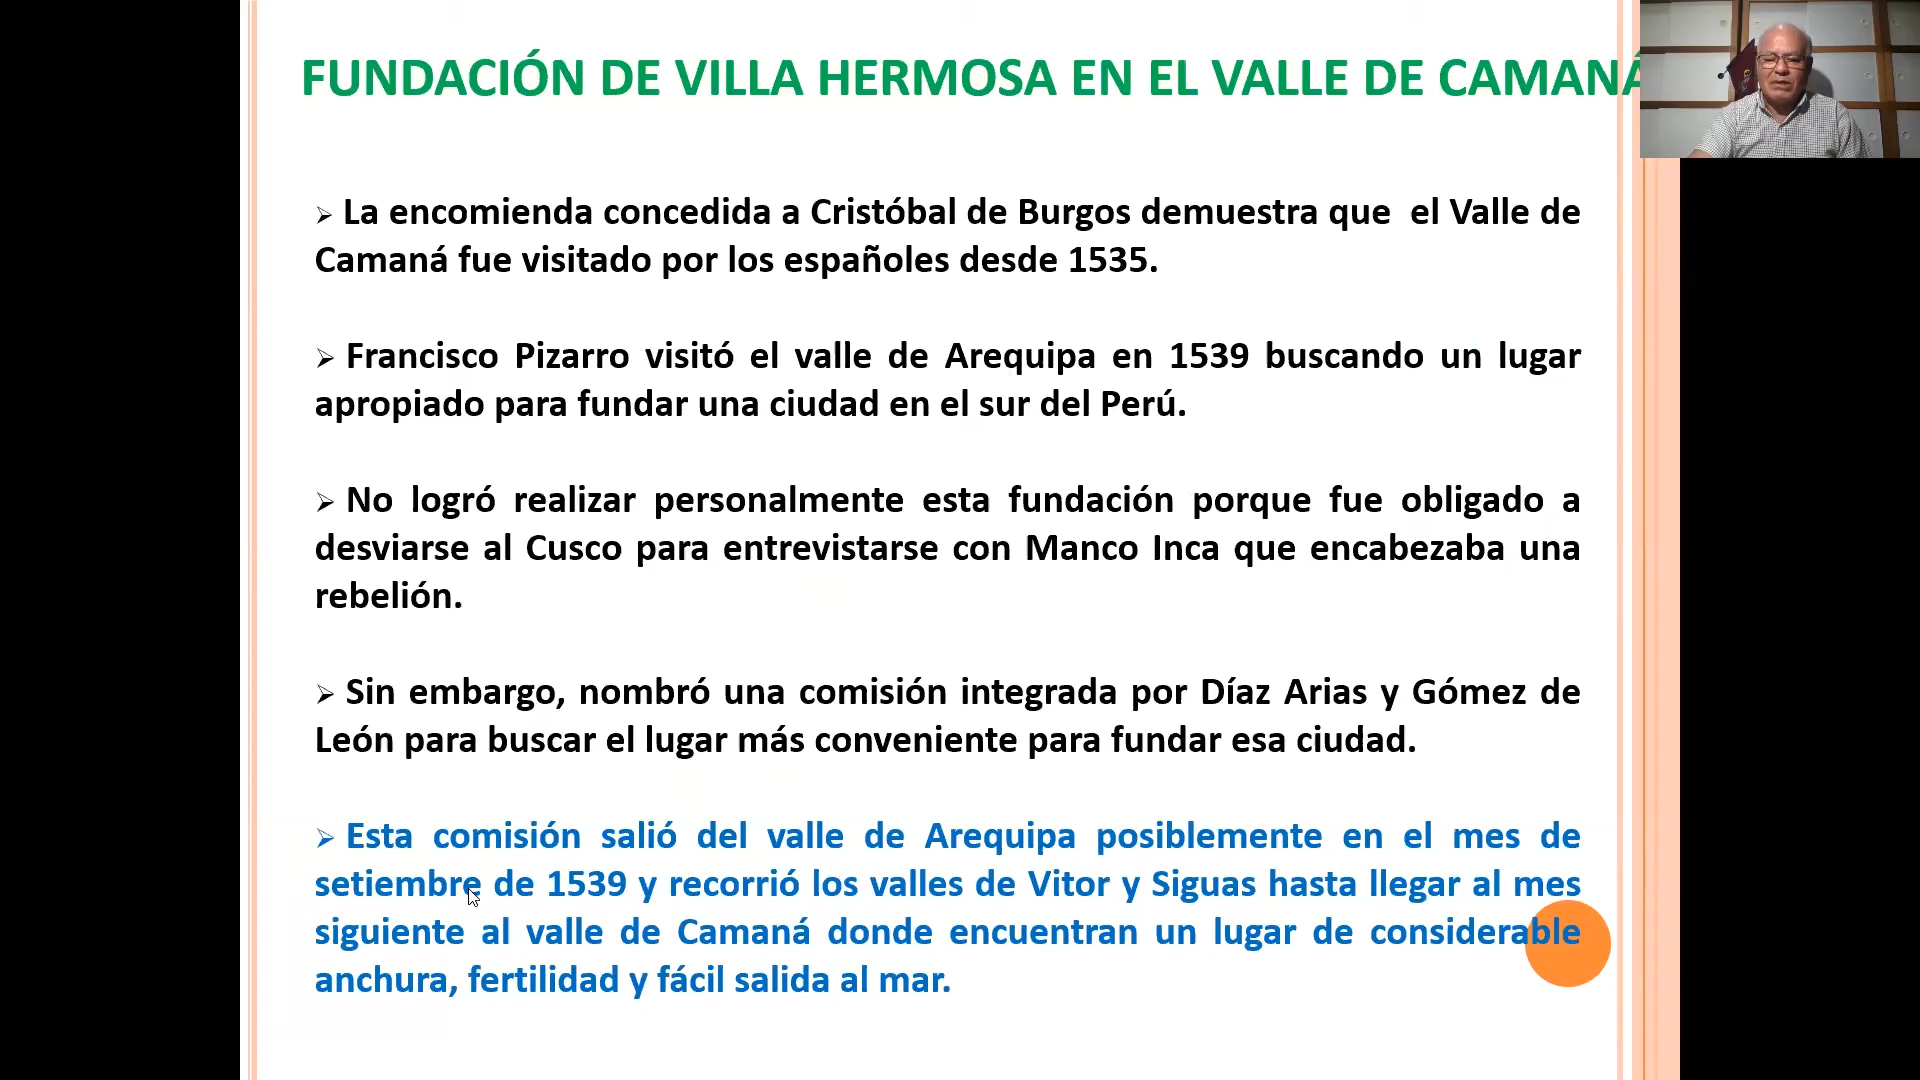 FUNDACIÓN DE VILLA HERMOSA EN EL VALLE DE CAMANÁ
➢ La encomienda concedida a Cristóbal de Burgos demuestra que el Valle de
Camaná fue visitado por los españoles desde 1535.
➢ Francisco Pizarro visitó el valle de Arequipa en 1539 buscando un lugar
apropiado para fundar una ciudad en el sur del Perú.
➢ No logró realizar personalmente esta fundación porque fue obligado a
desviarse al Cusco para entrevistarse con Manco Inca que encabezaba una
rebelión.
➢ Sin embargo, nombró una comisión integrada por Díaz Arias y Gómez de
León para buscar el lugar más conveniente para fundar esa ciudad.
➢ Esta comisión salió del valle de Arequipa posiblemente en el mes de
setiembre de 1539 y recorrió los valles de Vitor y Siguas hasta llegar al mes
siguiente al valle de Camaná donde encuentran un lugar de considerable
anchura, fertilidad y fácil salida al mar.